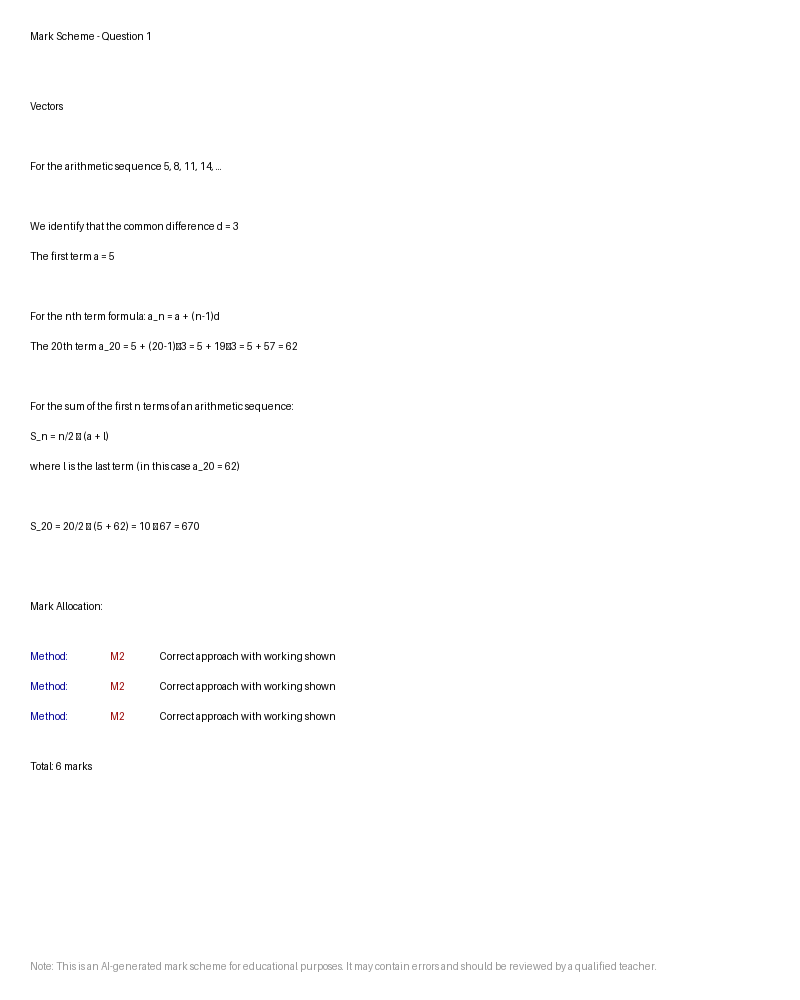 Mark Scheme - Question 1
Vectors
For the arithmetic sequence 5, 8, 11, 14, ...
We identify that the common difference d = 3
The first term a = 5
For the nth term formula: a_n = a + (n-1)d
The 20th term a_20 = 5 + (20-1)☒3 = 5 + 19☒3 = 5 + 57 = 62
For the sum of the first n terms of an arithmetic sequence:
S_n = n/2 ☒ (a + l)
where l is the last term (in this case a_20 = 62)
S_20 = 20/2 ☒ (5 + 62) = 10 ☒ 67 = 670
Mark Allocation:
Method: M2 Correct approach with working shown
Method: M2 Correct approach with working shown
Method: M2 Correct approach with working shown
Total: 6 marks
Note: This is an AI-generated mark scheme for educational purposes. It may contain errors and should be reviewed by a qualified teacher.